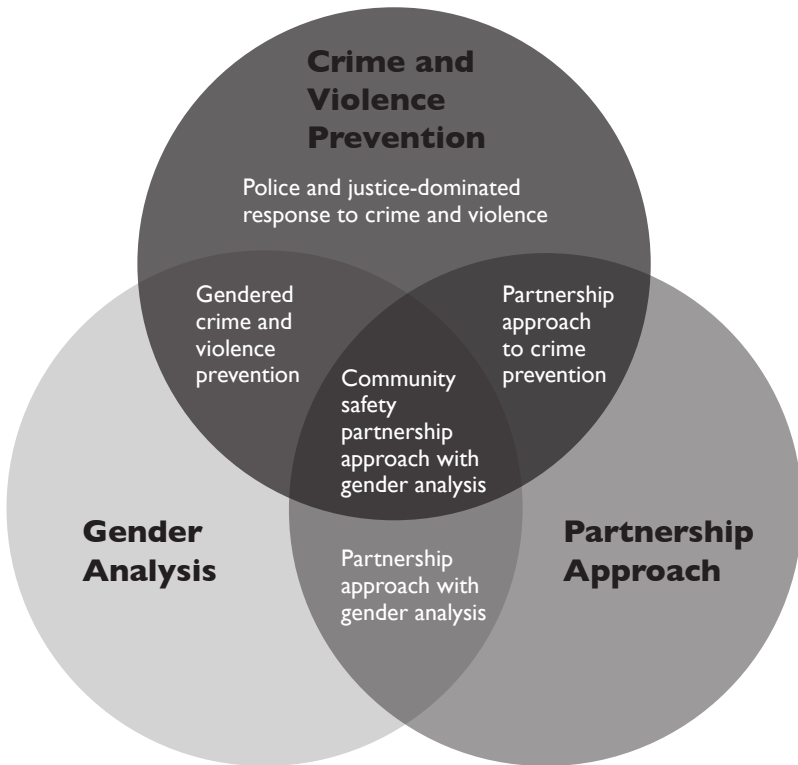 Crime and
Violence
Prevention
Police and justice-dominated
response to crime and violence
Gendered
crime and
violence
prevention
Partnership
approach
to crime
prevention
Community
safety
partnership
approach with
gender analysis
Gender
Analysis
Partnership
Approach
Partnership
approach with
gender analysis